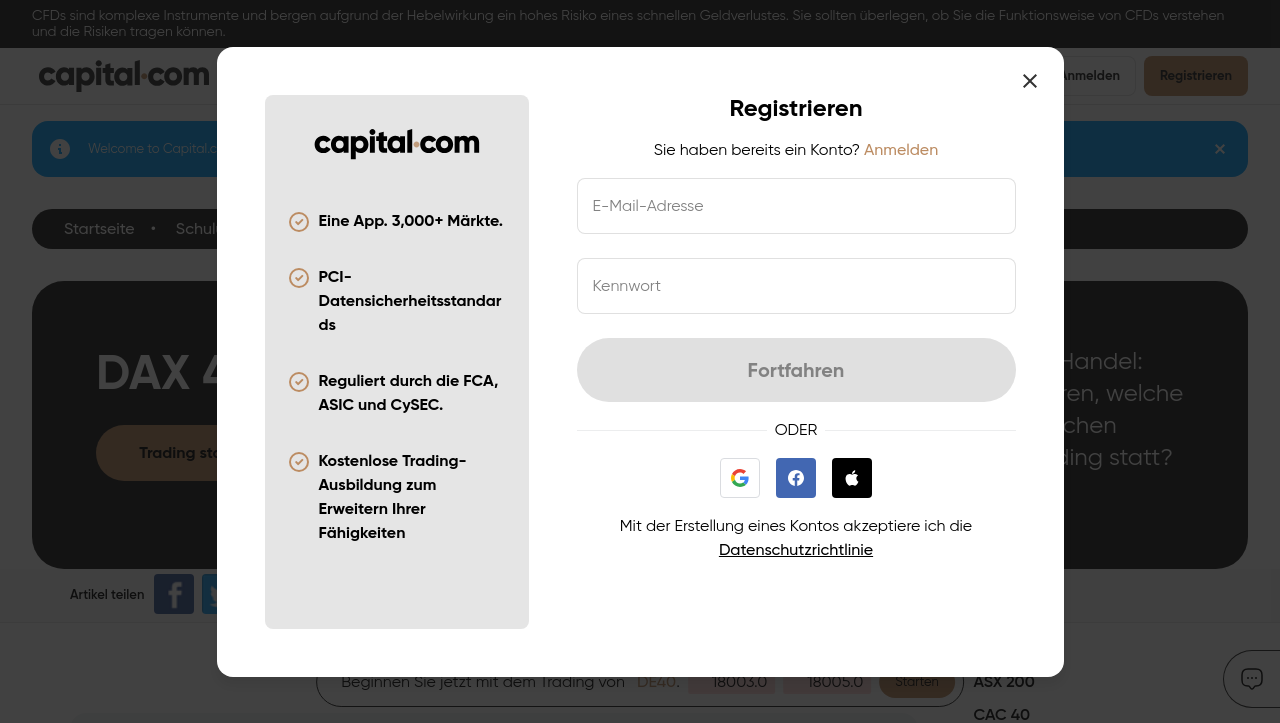 CFDs sind komplexe Instrumente und bergen aufgrund der Hebelwirkung ein hohes Risiko eines schnellen Geldverlustes. Sie sollten überlegen, ob Sie die Funktionsweise von CFDs verstehen
und die Risiken tragen können.
capital.com
Anmelden
Registrieren
Welcome to Capital.c
Startseite • Schul
DAX 4
Handel:
ren, welche
chen
ding statt?
Trading sta
Artikel teilen
capital.com
Eine App. 3,000+ Märkte.
PCI-
Datensicherheitsstandar
ds
Reguliert durch die FCA,
ASIC und CySEC.
Kostenlose Trading-
Ausbildung zum
Erweitern Ihrer
Fähigkeiten
Registrieren
Sie haben bereits ein Konto? Anmelden
E-Mail-Adresse
Kennwort
Fortfahren
ODER
Mit der Erstellung eines Kontos akzeptiere ich die
Datenschutzrichtlinie
Beginnen Sie jetzt mit dem Trading von DE40. 18003.0 18005.0 Starten
ASX 200
CAC 40